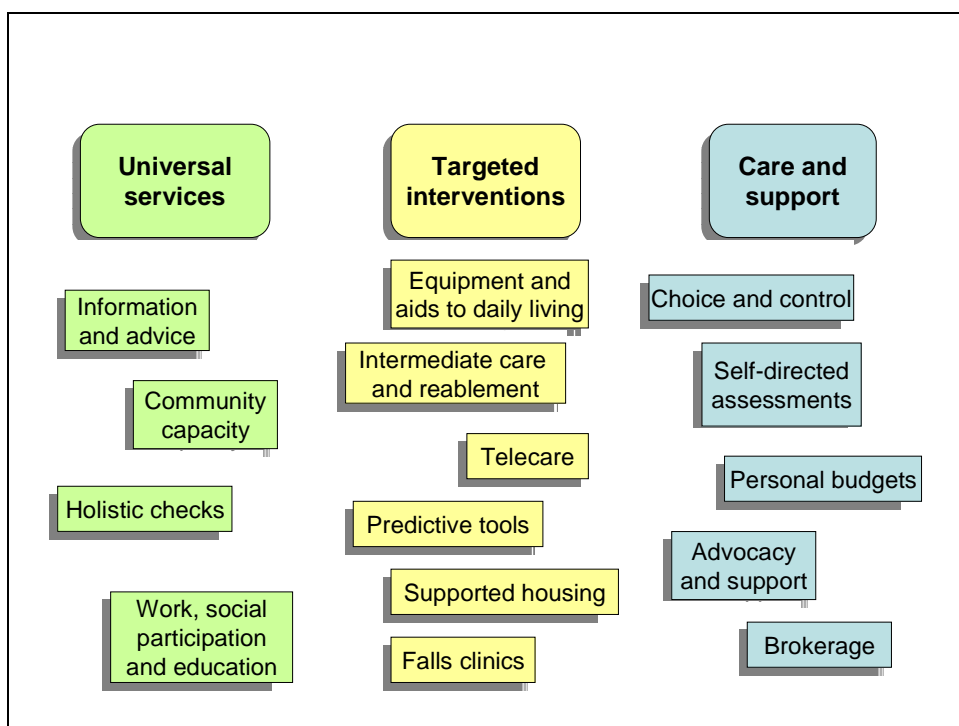 Universal
services
Targeted
interventions
Care and
support
Information
and advice
Community
capacity
Holistic checks
Work, social
participation
and education
Equipment and
aids to daily living
Intermediate care
and reablement
Telecare
Predictive tools
Supported housing
Falls clinics
Choice and control
Self-directed
assessments
Personal budgets
Advocacy
and support
Brokerage